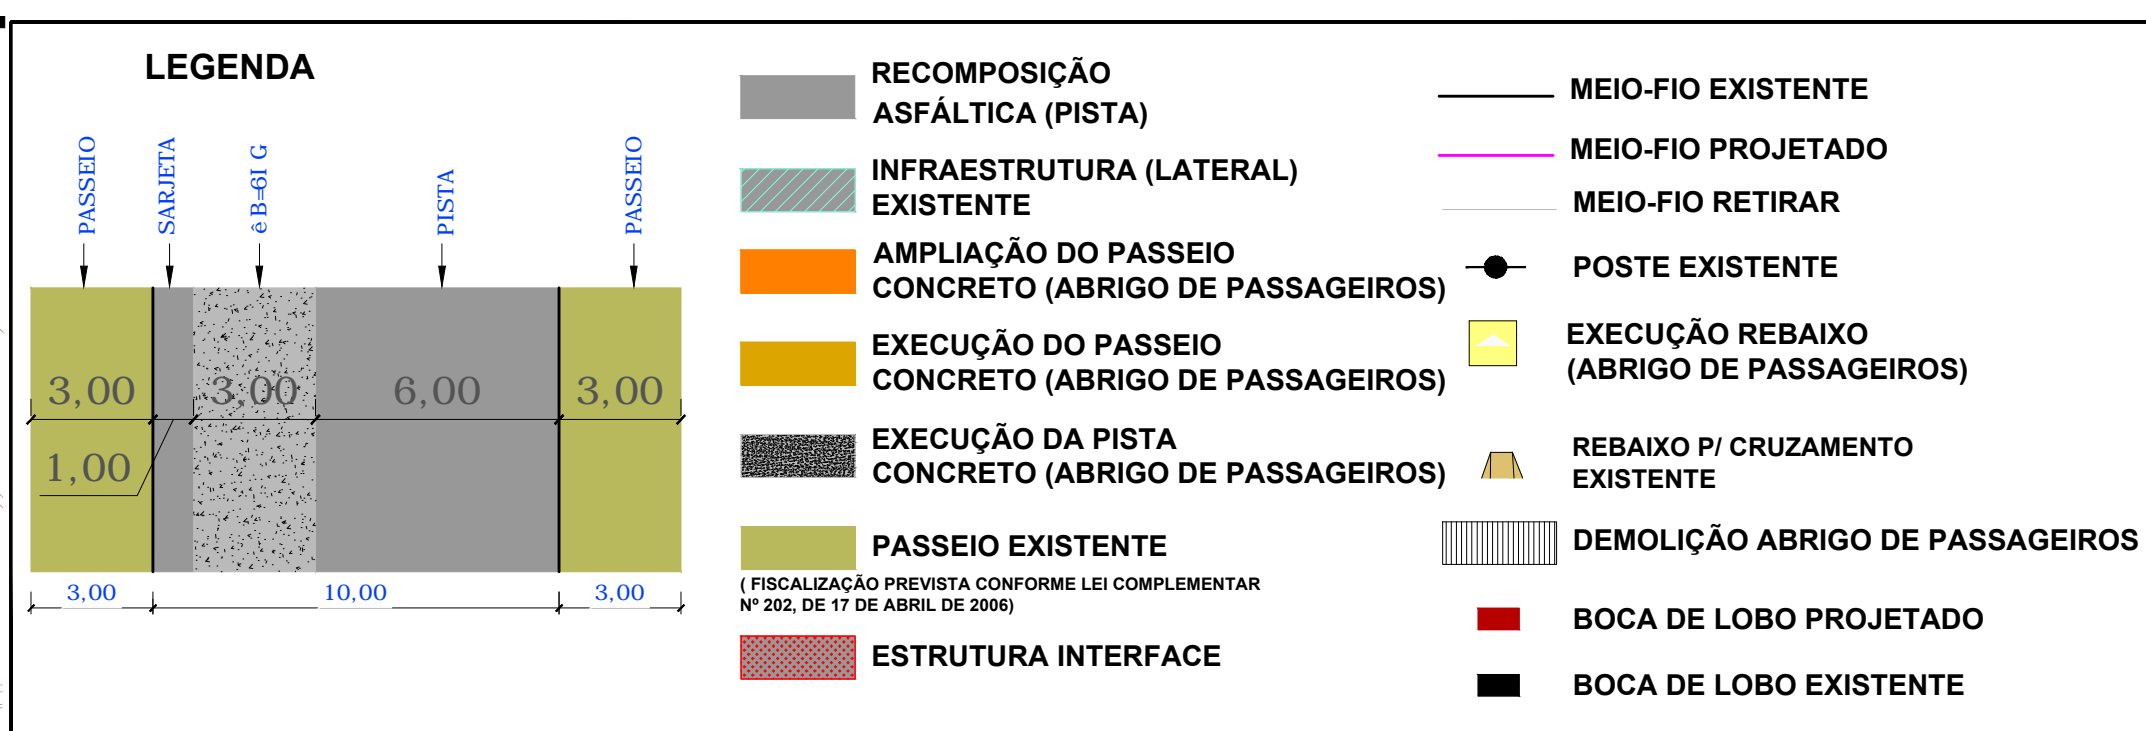 LEGENDA
PASSEIO
SARJETA
ê B=6I G
PISTA
PASSEIO
3,00
3,00
6,00
3,00
1,00
3,00
10,00
3,00
RECOMPOSIÇÃO
ASFÁLTICA (PISTA)
INFRAESTRUTURA (LATERAL)
EXISTENTE
AMPLIAÇÃO DO PASSEIO
CONCRETO (ABRIGO DE PASSAGEIROS)
EXECUÇÃO DO PASSEIO
CONCRETO (ABRIGO DE PASSAGEIROS)
EXECUÇÃO DA PISTA
CONCRETO (ABRIGO DE PASSAGEIROS)
PASSEIO EXISTENTE
( FISCALIZAÇÃO PREVISTA CONFORME LEI COMPLEMENTAR
Nº 202, DE 17 DE ABRIL DE 2006)
ESTRUTURA INTERFACE
MEIO-FIO EXISTENTE
MEIO-FIO PROJETADO
MEIO-FIO RETIRAR
POSTE EXISTENTE
EXECUÇÃO REBAIXO
(ABRIGO DE PASSAGEIROS)
REBAIXO P/ CRUZAMENTO
EXISTENTE
DEMOLIÇÃO ABRIGO DE PASSAGEIROS
BOCA DE LOBO PROJETADO
BOCA DE LOBO EXISTENTE